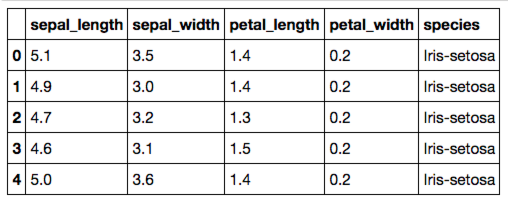 sepal_length sepal_width petal_length petal_width species
0 5.1 3.5 1.4 0.2 Iris-setosa
1 4.9 3.0 1.4 0.2 Iris-setosa
2 4.7 3.2 1.3 0.2 Iris-setosa
3 4.6 3.1 1.5 0.2 Iris-setosa
4 5.0 3.6 1.4 0.2 Iris-setosa